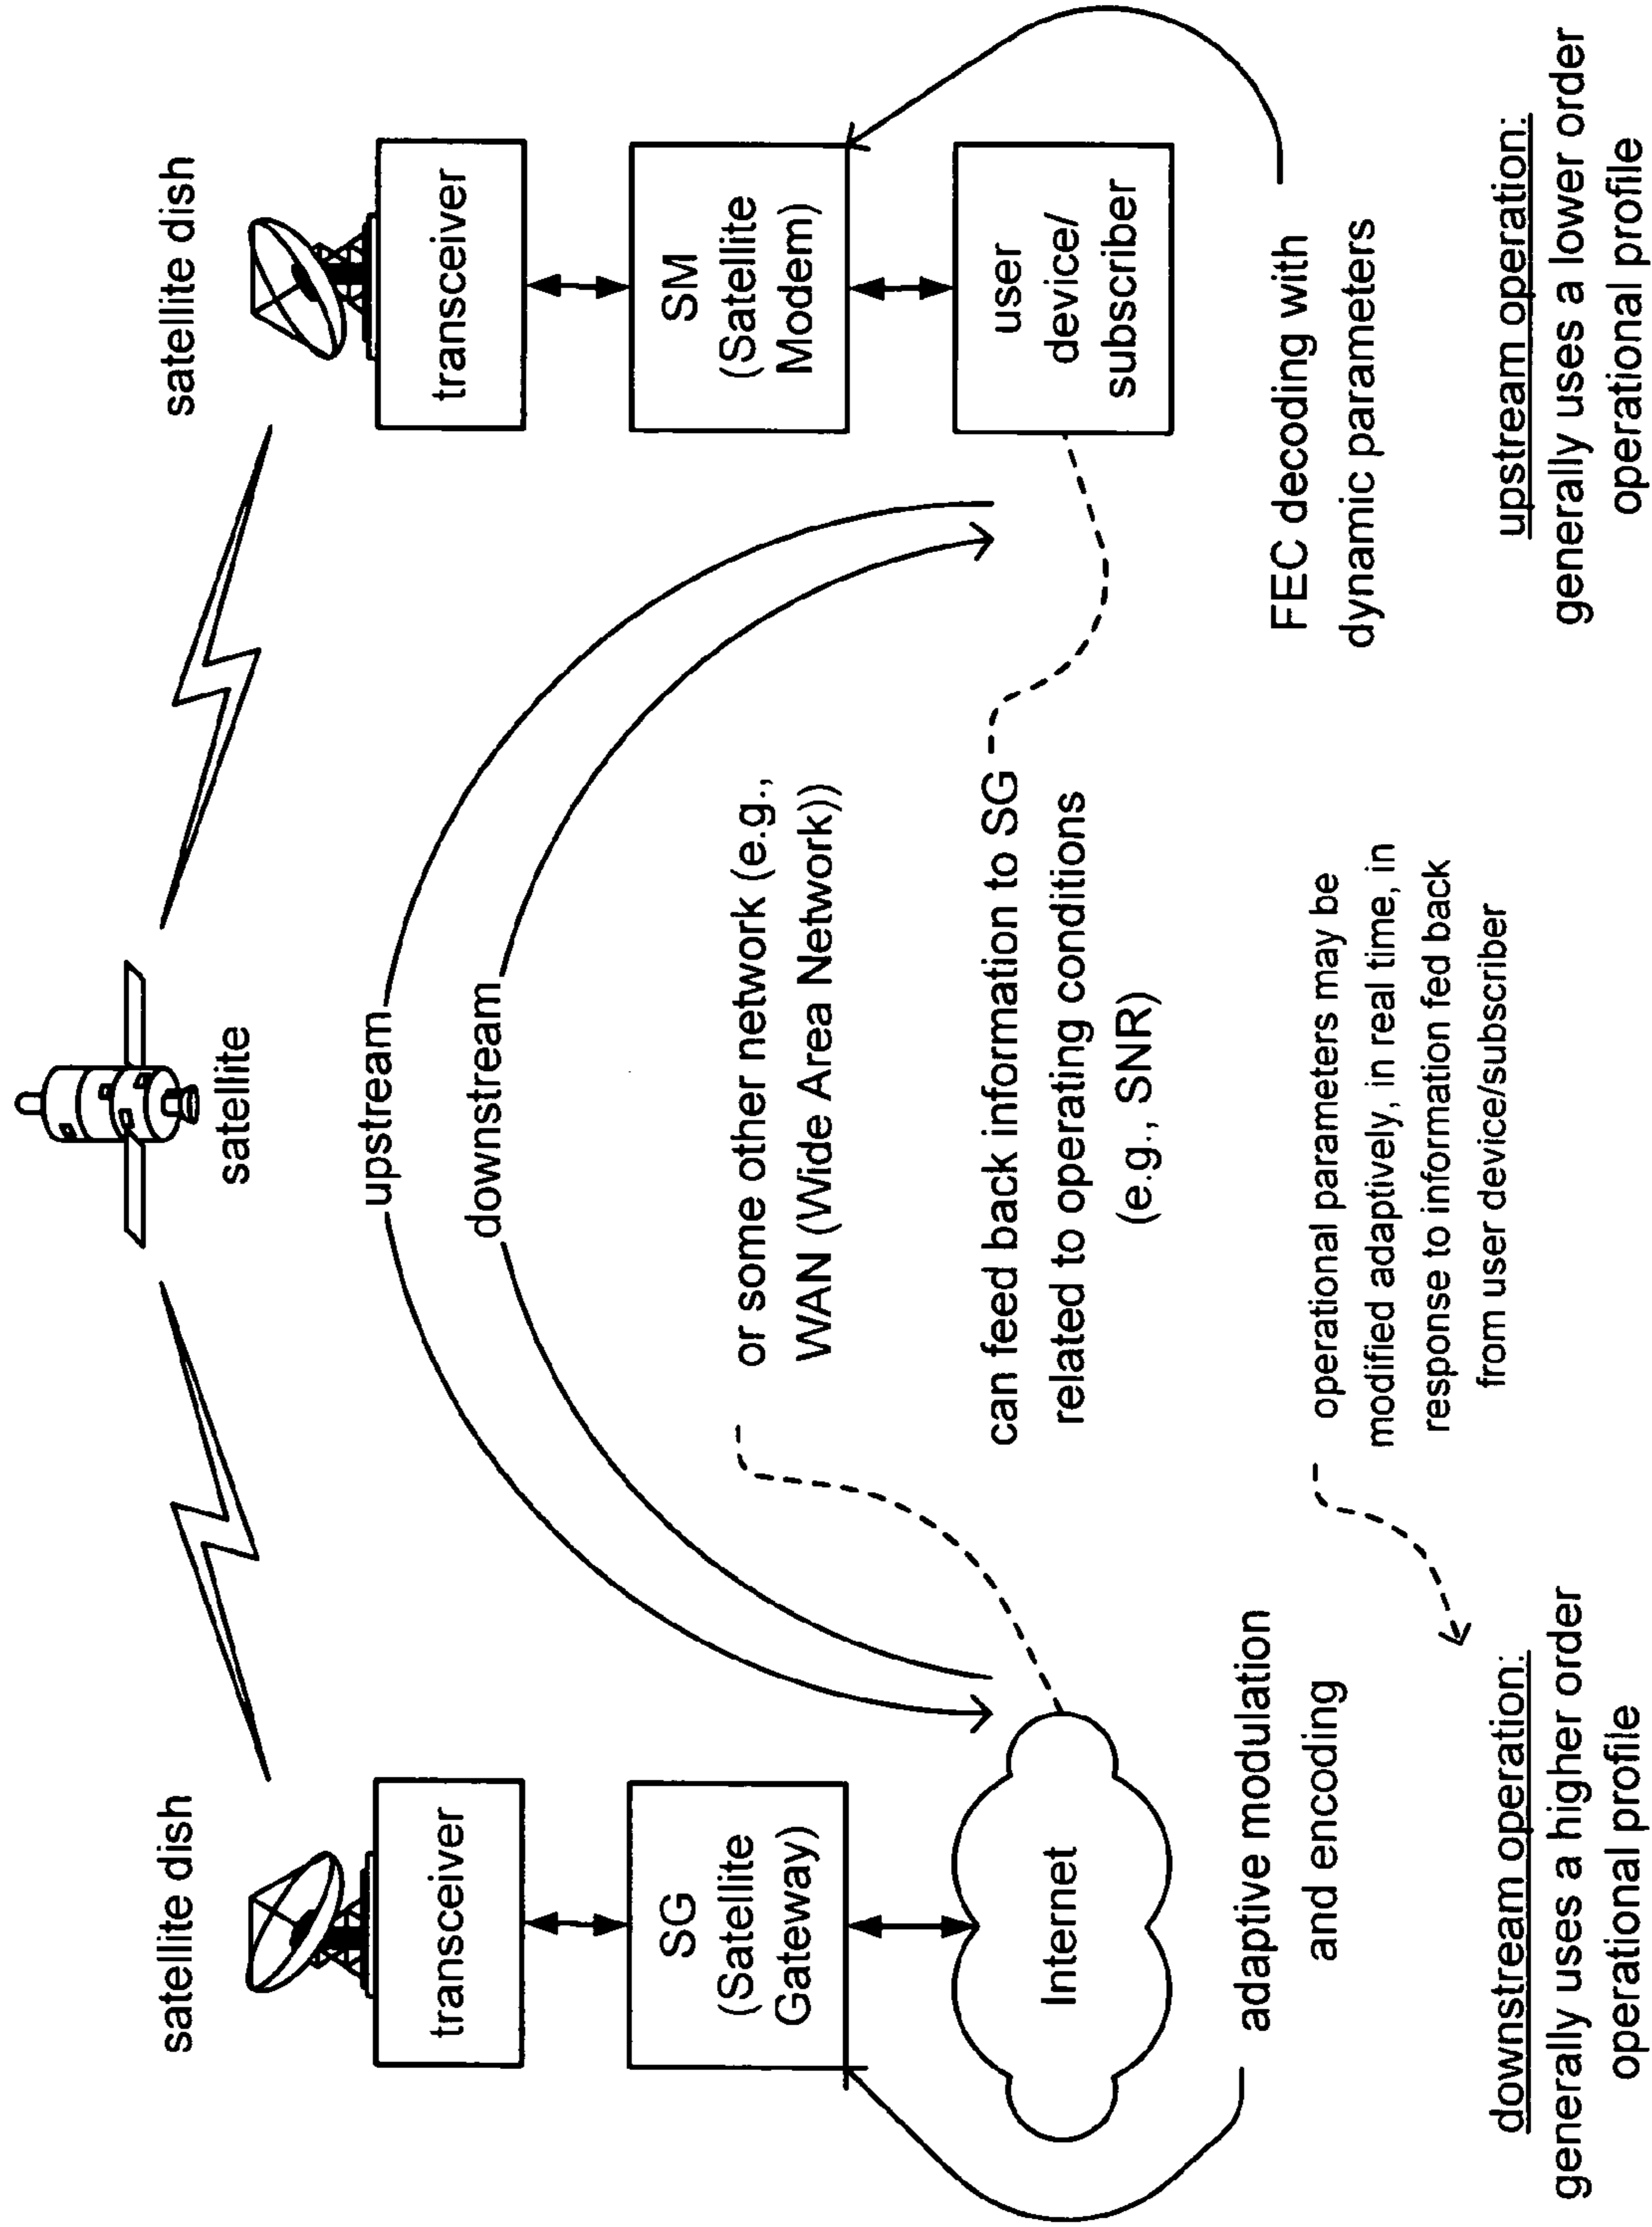 satellite
satellite dish
satellite dish
transceiver
transceiver
upstream
downstream
SG
(Satellite
Gateway)
SM
(Satellite
Modem)
or some other network (e.g.,
WAN (Wide Area Network))
Internet
user
device/
subscriber
can feed back information to SG
related to operating conditions
(e.g., SNR)
adaptive modulation
and encoding
FEC decoding with
dynamic parameters
operational parameters may be
modified adaptively, in real time, in
response to information fed back
from user device/subscriber
downstream operation:
generally uses a higher order
operational profile
upstream operation:
generally uses a lower order
operational profile